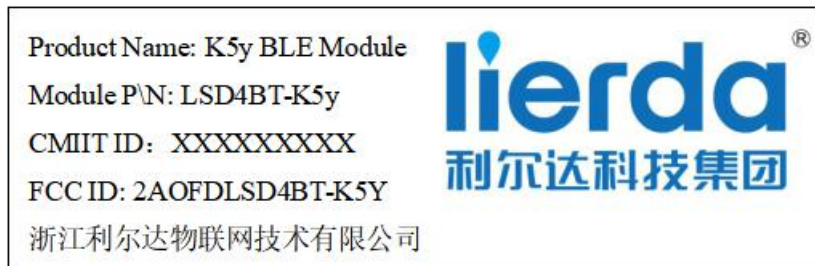 Product Name: K5y BLE Module
Module P\N: LSD4BT-K5y
CMIIT ID：XXXXXXXXX
FCC ID: 2AOFDLSD4BT-K5Y
浙江利尔达物联网技术有限公司
lierda®
利尔达科技集团